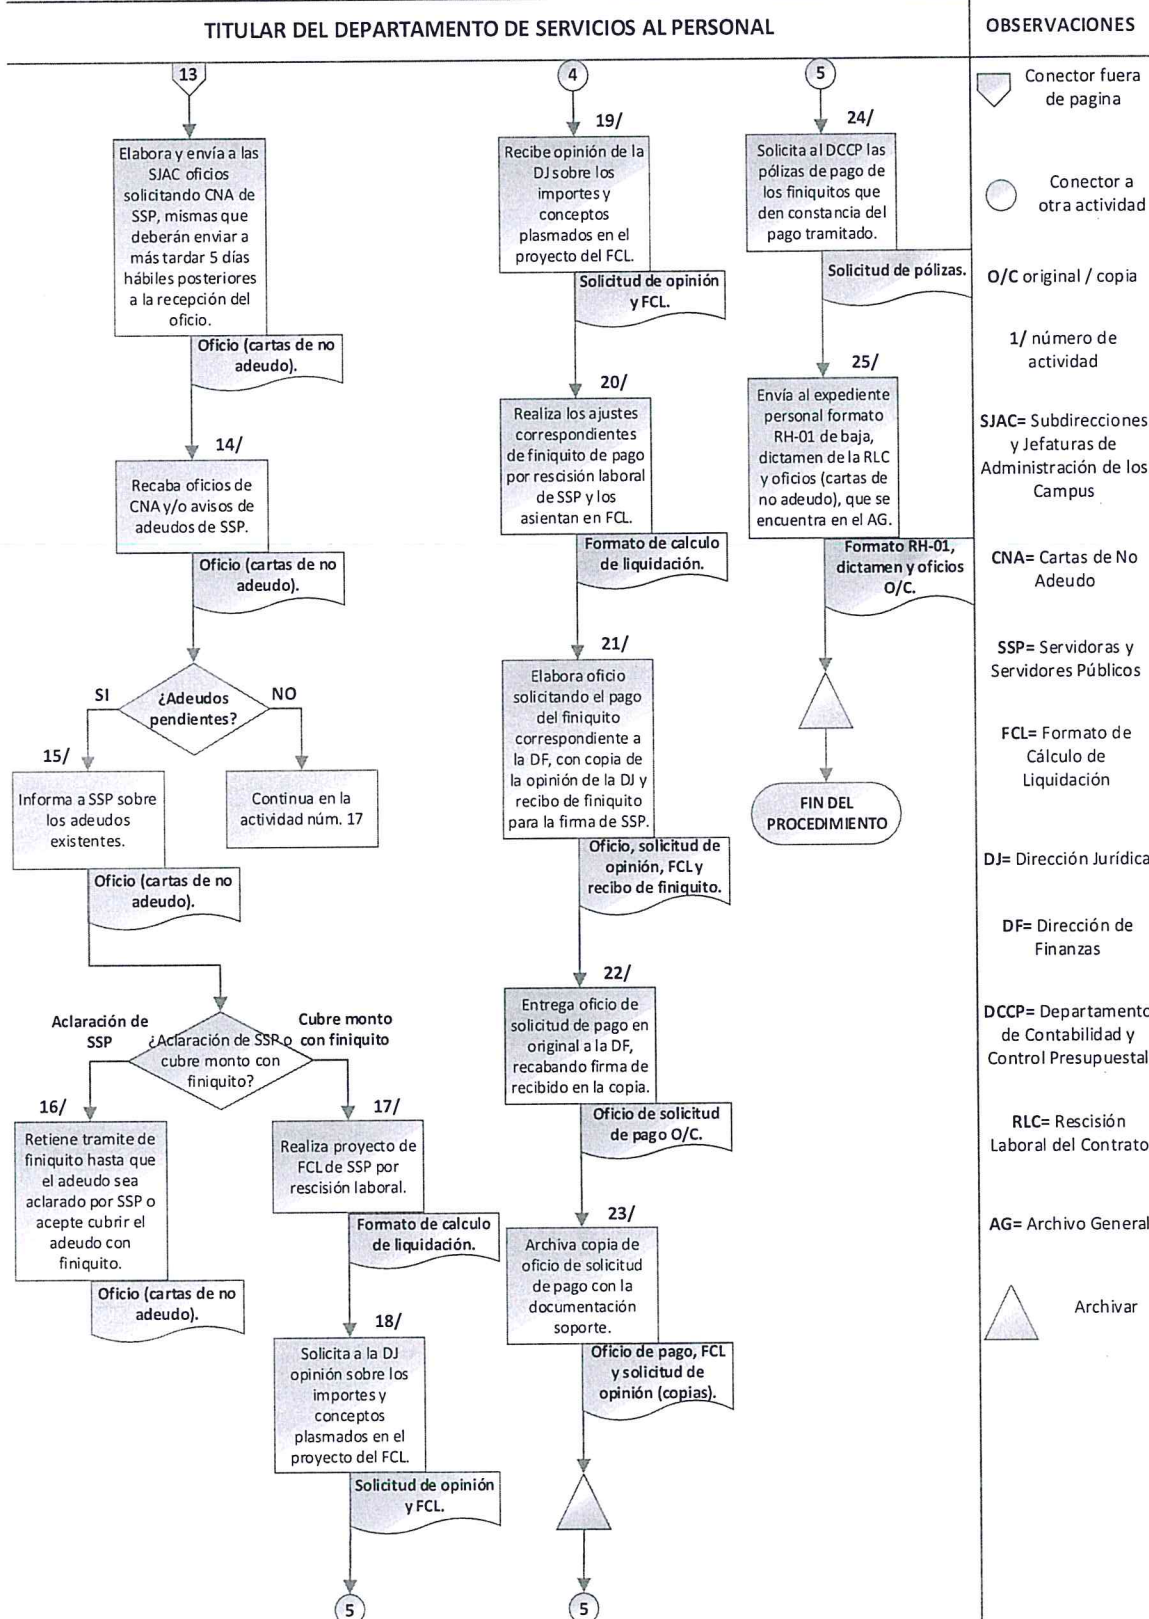 TITULAR DEL DEPARTAMENTO DE SERVICIOS AL PERSONAL
13
Elabora y envía a las
SJAC oficios
solicitando CNA de
SSP, mismas que
deberán enviar a
más tardar 5 días
hábiles posteriores
a la recepción del
oficio.
Oficio (cartas de no
adeudo).
14/
Recaba oficios de
CNA y/o avisos de
adeudos de SSP.
Oficio (cartas de no
adeudo).
¿Adeudos
pendientes?
SI
NO
15/
Informa a SSP sobre
los adeudos
existentes.
Continua en la
actividad núm. 17
Oficio (cartas de no
adeudo).
¿Aclaración de SSP o
cubre monto con
finiquito?
Aclaración de
SSP
Cubre monto
con finiquito
16/
Retiene tramite de
finiquito hasta que
el adeudo sea
aclarado por SSP o
acepte cubrir el
adeudo con
finiquito.
Oficio (cartas de no
adeudo).
17/
Realiza proyecto de
FCL de SSP por
rescisión laboral.
Formato de calculo
de liquidación.
18/
Solicita a la DJ
opinión sobre los
importes y
conceptos
plasmados en el
proyecto del FCL.
Solicitud de opinión
y FCL.
5
4
19/
Recibe opinión de la
DJ sobre los
importes y
conceptos
plasmados en el
proyecto del FCL.
Solicitud de opinión
y FCL.
20/
Realiza los ajustes
correspondientes
de finiquito de pago
por rescisión laboral
de SSP y los
asientan en FCL.
Formato de calculo
de liquidación.
21/
Elabora oficio
solicitando el pago
del finiquito
correspondiente a
la DF, con copia de
la opinión de la DJ y
recibo de finiquito
para la firma de SSP.
Oficio, solicitud de
opinión, FCL y
recibo de finiquito.
22/
Entrega oficio de
solicitud de pago en
original a la DF,
recabando firma de
recibido en la copia.
Oficio de solicitud
de pago O/C.
23/
Archiva copia de
oficio de solicitud
de pago con la
documentación
soporte.
Oficio de pago, FCL
y solicitud de
opinión (copias).
5
5
24/
Solicita al DCCP las
pólizas de pago de
los finiquitos que
den constancia del
pago tramitado.
Solicitud de pólizas.
25/
Envía al expediente
personal formato
RH-01 de baja,
dictamen de la RLC
y oficios (cartas de
no adeudo), que se
encuentra en el AG.
Formato RH-01,
dictamen y oficios
O/C.
FIN DEL
PROCEDIMIENTO
OBSERVACIONES
Conector fuera
de pagina
Conector a
otra actividad
O/C original / copia
1/ número de
actividad
SJAC= Subdirecciones
y Jefaturas de
Administración de los
Campus
CNA= Cartas de No
Adeudo
SSP= Servidoras y
Servidores Públicos
FCL= Formato de
Cálculo de
Liquidación
DJ= Dirección Jurídica
DF= Dirección de
Finanzas
DCCP= Departamento
de Contabilidad y
Control Presupuestal
RLC= Rescisión
Laboral del Contrato
AG= Archivo General
Archivar